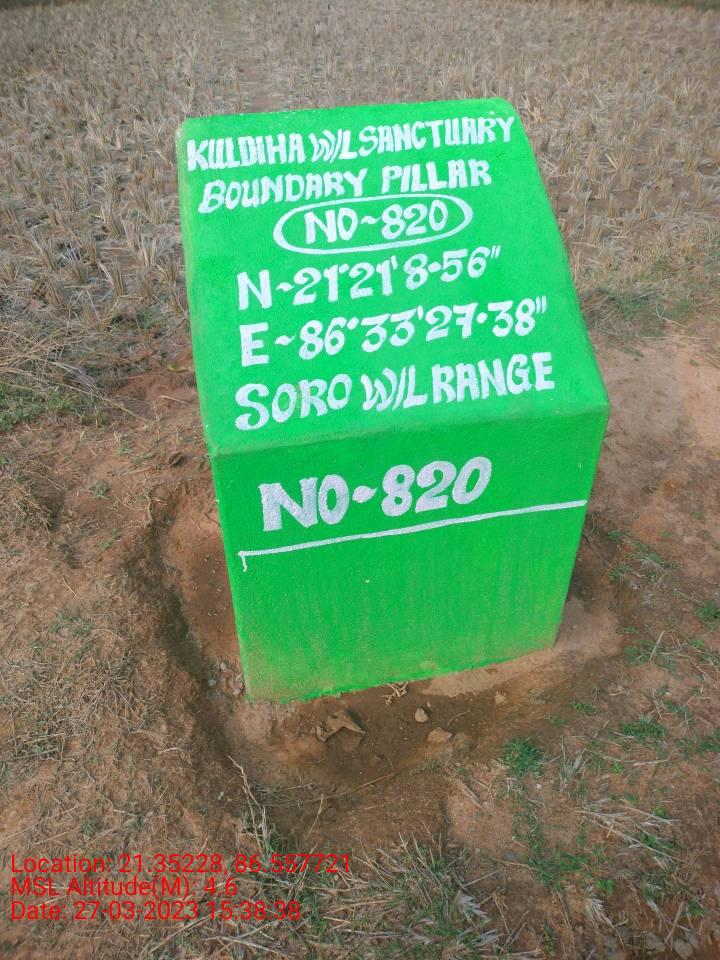 KULDIHA W/L SANCTUARY
BOUNDARY PILLAR
NO~820
N~21°21'8.56"
E~86°33'27.38"
SORO W/L RANGE
NO~820
Location: 21.35228, 86.557721
MSL Altitude(M): 4.6
Date: 27-03-2023 15.38.38